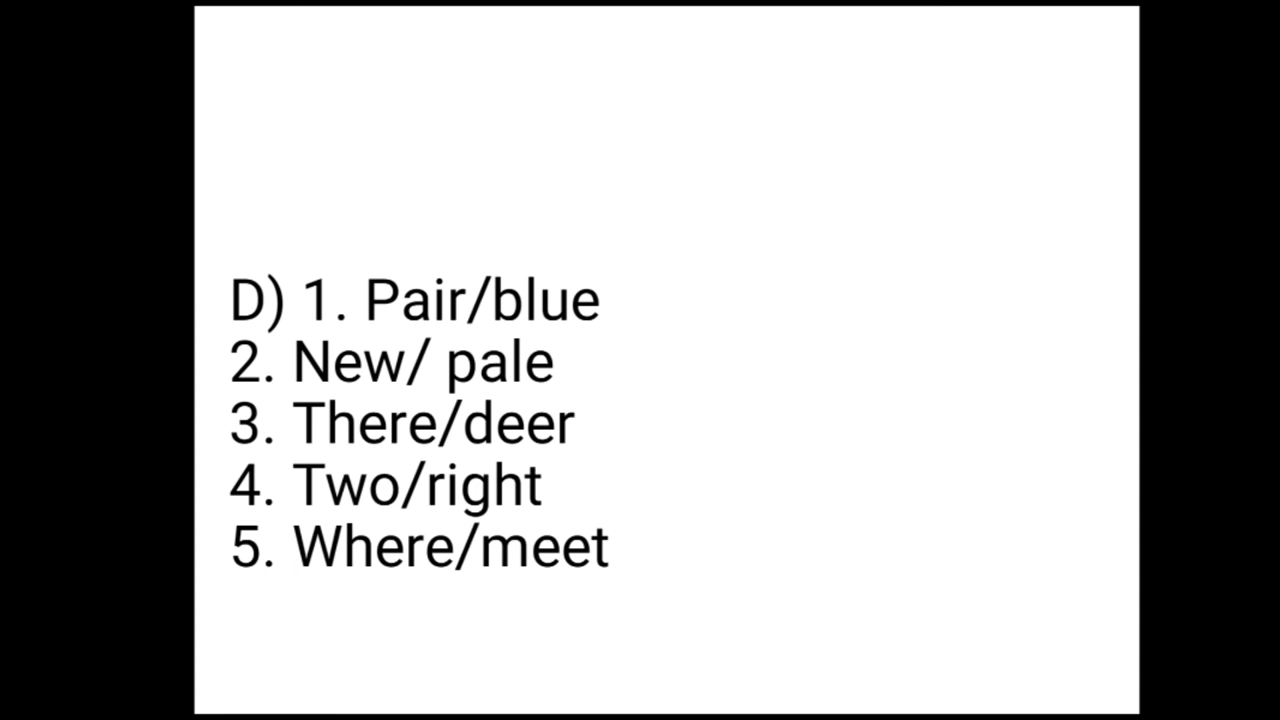 D) 1. Pair/blue
2. New/ pale
3. There/deer
4. Two/right
5. Where/meet